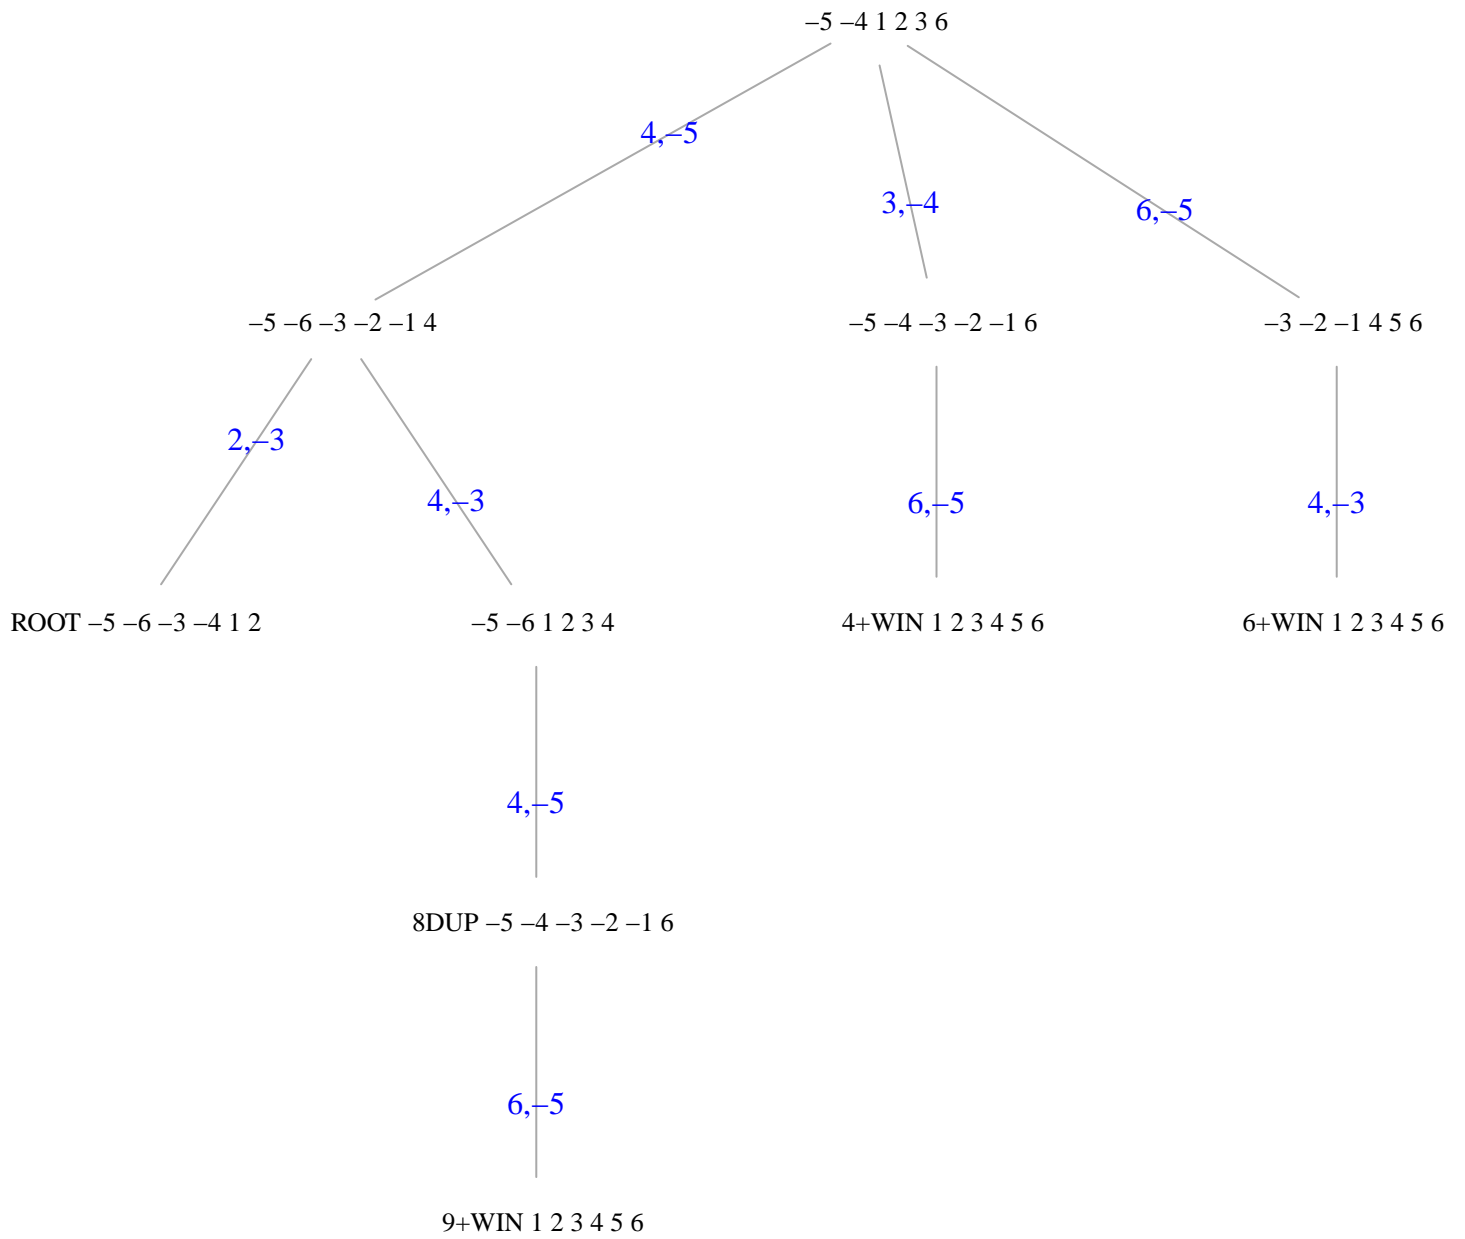 –5 –4 1 2 3 6
4,–5
3,–4
6,–5
–5 –6 –3 –2 –1 4
–5 –4 –3 –2 –1 6
–3 –2 –1 4 5 6
2,–3
4,–3
6,–5
4,–3
ROOT –5 –6 –3 –4 1 2
–5 –6 1 2 3 4
4+WIN 1 2 3 4 5 6
6+WIN 1 2 3 4 5 6
4,–5
8DUP –5 –4 –3 –2 –1 6
6,–5
9+WIN 1 2 3 4 5 6